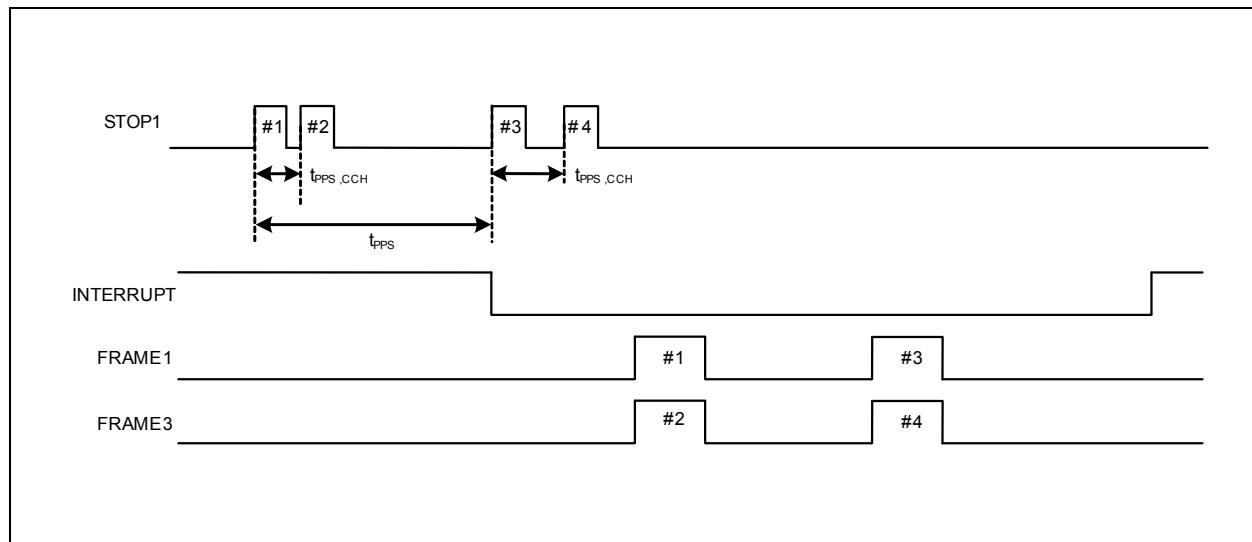 STOP1
#1 #2 #3 #4
tPPS,CCH tPPS,CCH
tPPS
INTERRUPT
FRAME1
#1 #3
FRAME3
#2 #4